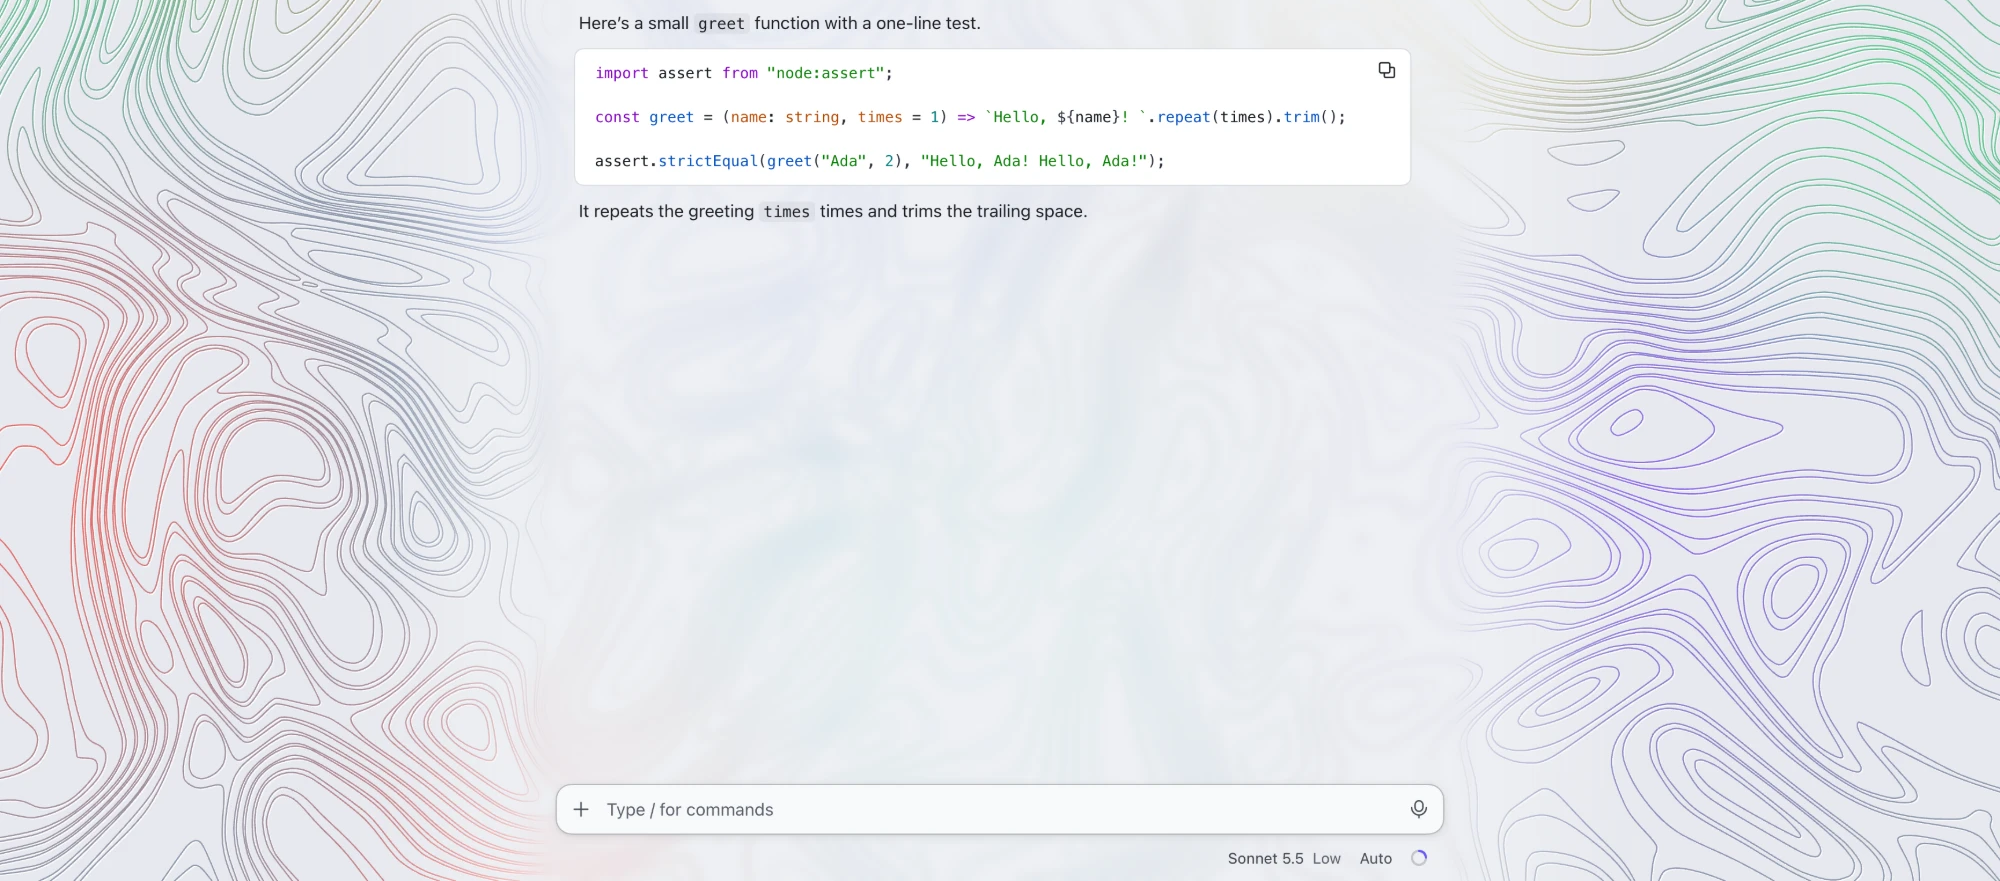 Here’s a small greet function with a one-line test.
import assert from "node:assert";
const greet = (name: string, times = 1) => `Hello, ${name}! `.repeat(times).trim();
assert.strictEqual(greet("Ada", 2), "Hello, Ada! Hello, Ada!");
It repeats the greeting times times and trims the trailing space.
Type / for commands
Sonnet 5.5 Low Auto